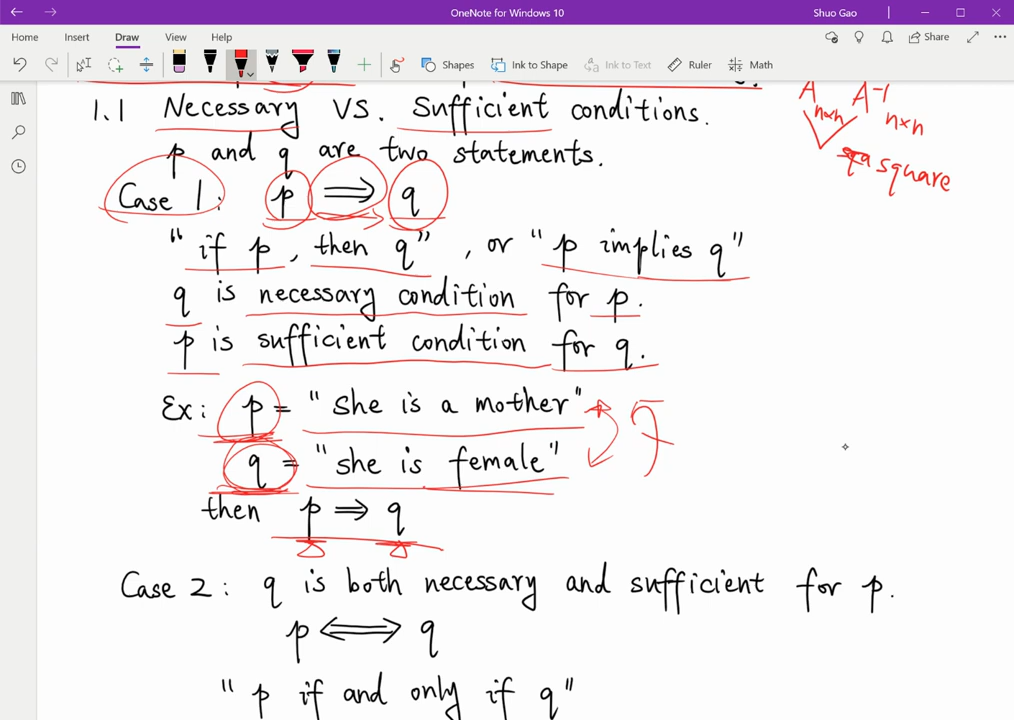 OneNote for Windows 10
Shuo Gao
Home Insert Draw View Help
Share
Shapes Ink to Shape Ink to Text Ruler Math
1.1 Necessary VS. Sufficient conditions.
p and q are two statements.
Case 1: p ⟹ q
"if p, then q", or "p implies q"
q is necessary condition for p.
p is sufficient condition for q.
Ex: p = "she is a mother"
q = "she is female"
then p ⇒ q
Case 2: q is both necessary and sufficient for p.
p ⟺ q
"p if and only if q"
A n×n A⁻¹ n×n
square